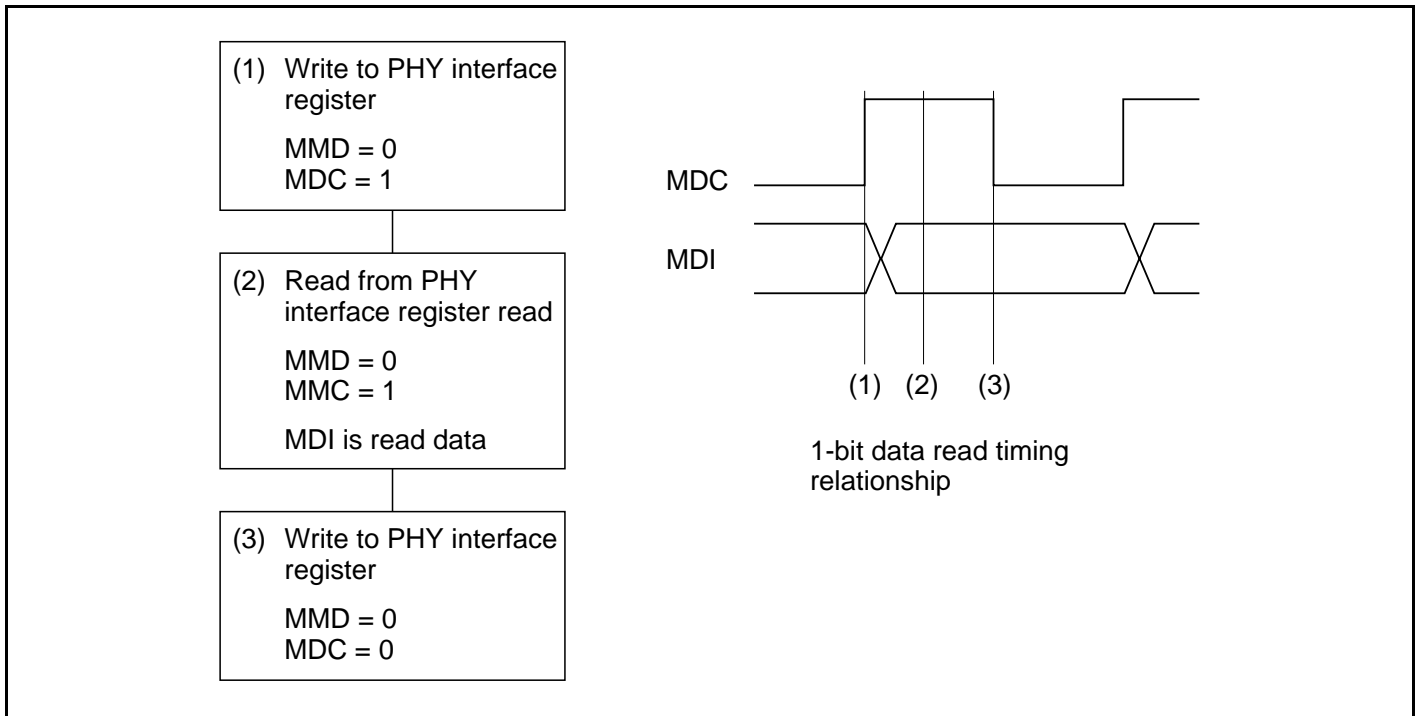 (1) Write to PHY interface
register
MMD = 0
MDC = 1
(2) Read from PHY
interface register read
MMD = 0
MMC = 1
MDI is read data
(3) Write to PHY interface
register
MMD = 0
MDC = 0
MDC
MDI
(1) (2) (3)
1-bit data read timing
relationship